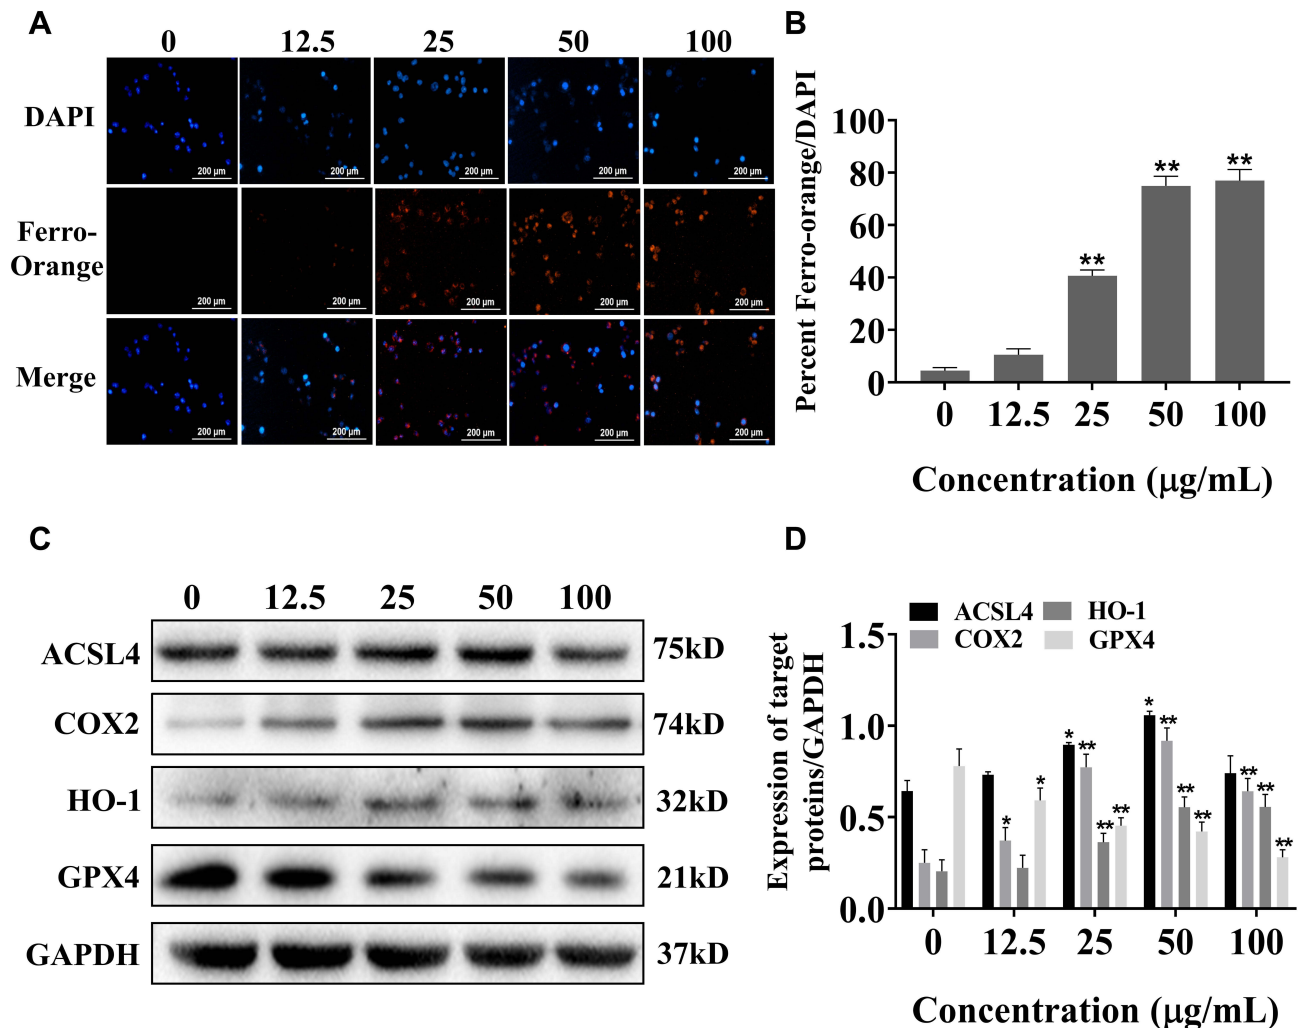 A
0 12.5 25 50 100
DAPI
200 μm 200 μm 200 μm 200 μm 200 μm
Ferro-
Orange
200 μm 200 μm 200 μm 200 μm 200 μm
Merge
200 μm 200 μm 200 μm 200 μm 200 μm
B
Percent Ferro-orange/DAPI
100
80
60
40
20
0
** ** **
0 12.5 25 50 100
Concentration (μg/mL)
C
0 12.5 25 50 100
ACSL4 75kD
COX2 74kD
HO-1 32kD
GPX4 21kD
GAPDH 37kD
D
ACSL4 HO-1
COX2 GPX4
Expression of target
proteins/GAPDH
1.5
1.0
0.5
0.0
* * * ** ** ** * ** ** ** ** ** **
0 12.5 25 50 100
Concentration (μg/mL)